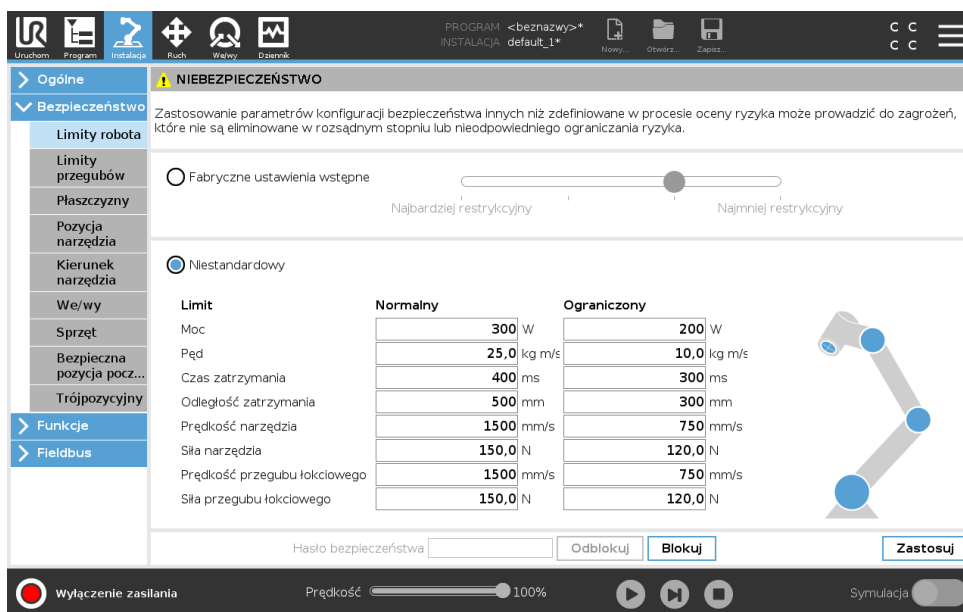 PROGRAM <beznazwy>*
INSTALACJA default_1*
C C
C C
Uruchom Program Instalacja Ruch We/wy Dziennik Nowy... Otwórz... Zapisz...
Ogólne
Bezpieczeństwo
Limity robota
Limity
przegubów
Płaszczyzny
Pozycja
narzędzia
Kierunek
narzędzia
We/wy
Sprzęt
Bezpieczna
pozycja pocz...
Trójpozycyjny
Funkcje
Fieldbus
NIEBEZPIECZEŃSTWO
Zastosowanie parametrów konfiguracji bezpieczeństwa innych niż zdefiniowane w procesie oceny ryzyka może prowadzić do zagrożeń,
które nie są eliminowane w rozsądnym stopniu lub nieodpowiedniego ograniczania ryzyka.
Fabryczne ustawienia wstępne
Najbardziej restrykcyjny Najmniej restrykcyjny
Niestandardowy
Limit Normalny Ograniczony
Moc 300 W 200 W
Pęd 25,0 kg m/s 10,0 kg m/s
Czas zatrzymania 400 ms 300 ms
Odległość zatrzymania 500 mm 300 mm
Prędkość narzędzia 1500 mm/s 750 mm/s
Siła narzędzia 150,0 N 120,0 N
Prędkość przegubu łokciowego 1500 mm/s 750 mm/s
Siła przegubu łokciowego 150,0 N 120,0 N
Hasło bezpieczeństwa Odblokuj Blokuj Zastosuj
Wyłączenie zasilania Prędkość 100% Symulacja